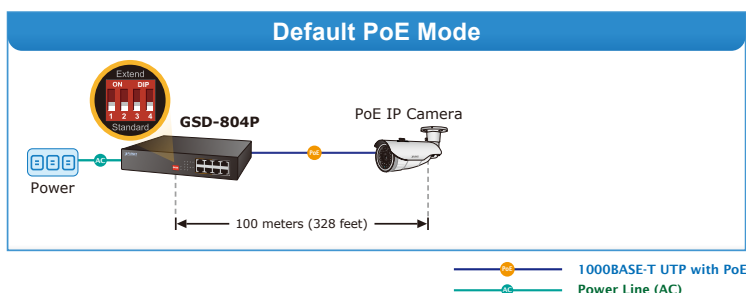 Default PoE Mode
Extend
ON DIP
1 2 3 4
Standard
GSD-804P
PoE IP Camera
AC
PoE
Power
100 meters (328 feet)
PoE 1000BASE-T UTP with PoE
AC Power Line (AC)